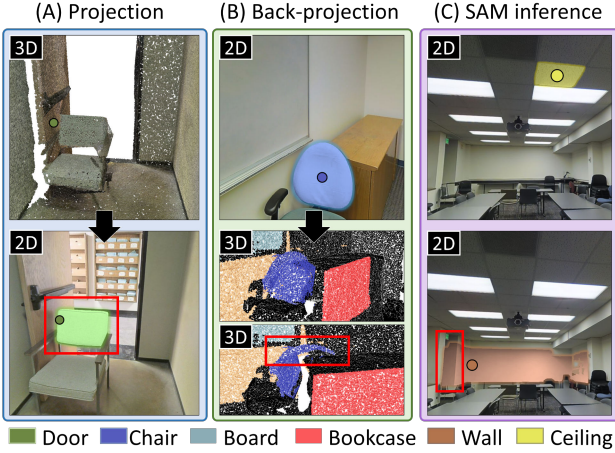 (A) Projection (B) Back-projection (C) SAM inference
3D 2D 2D
2D 3D 2D
3D
Door Chair Board Bookcase Wall Ceiling